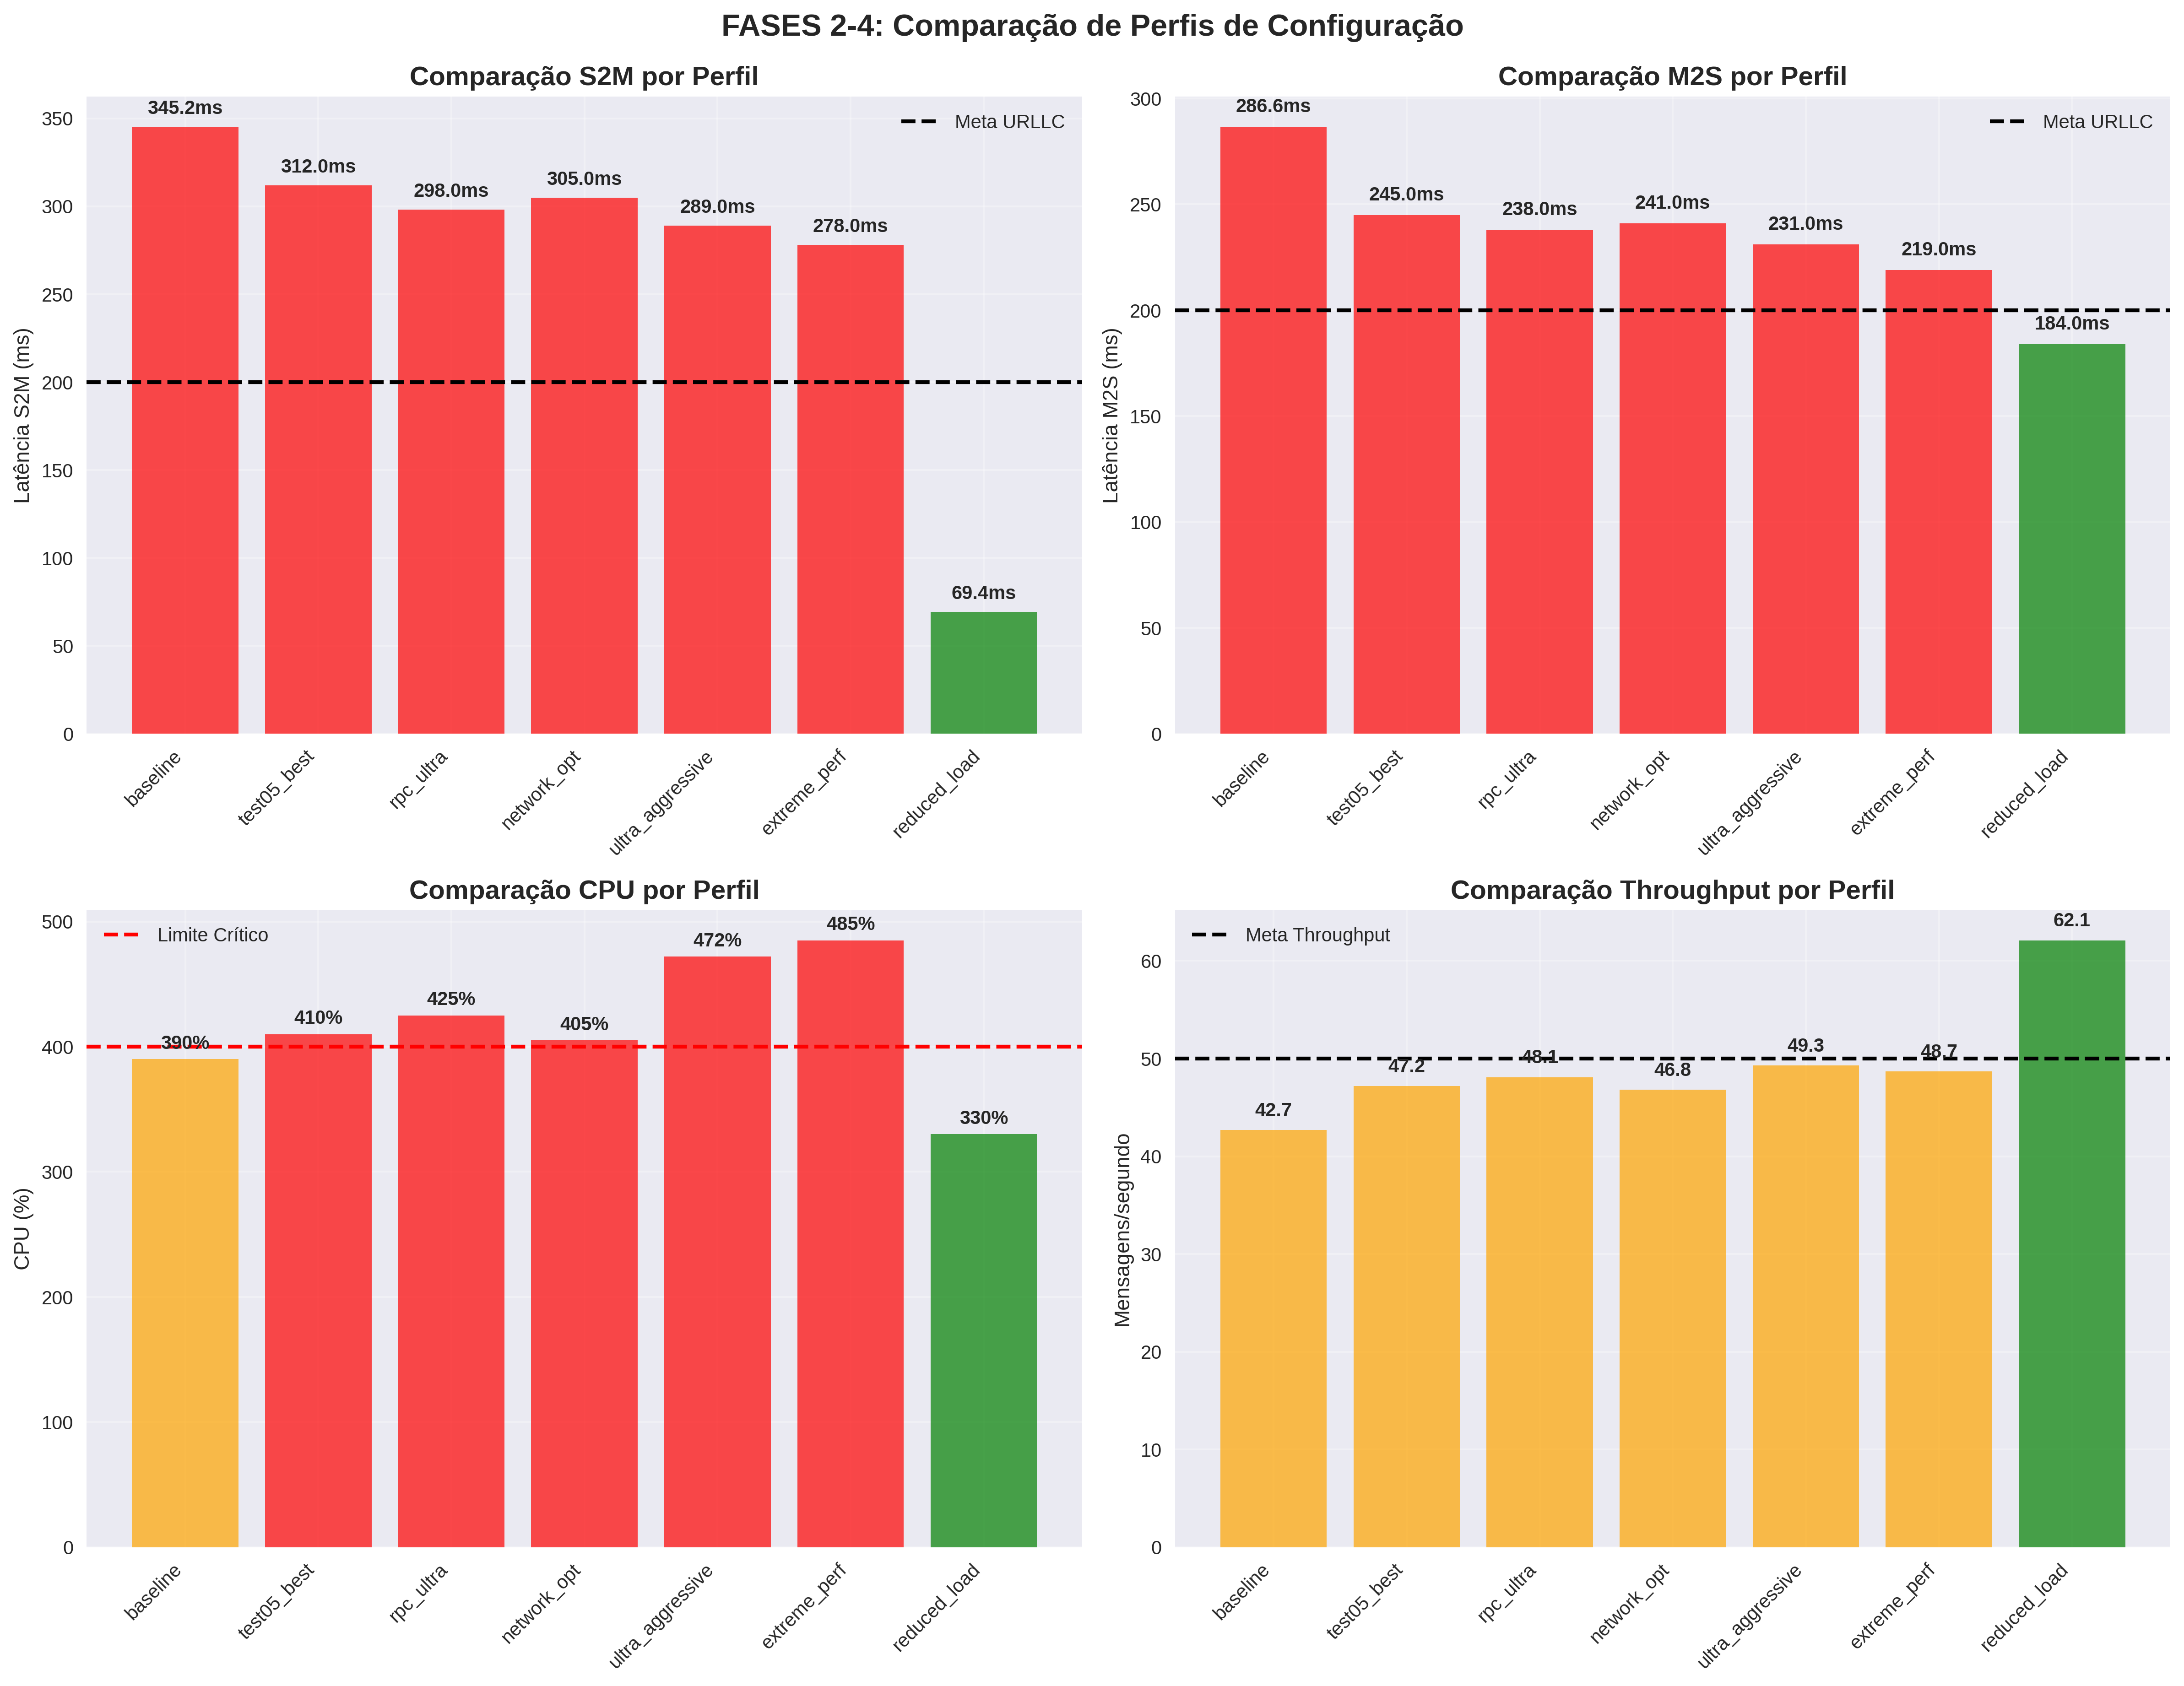 FASES 2-4: Comparação de Perfis de Configuração
Comparação S2M por Perfil
Latência S2M (ms)
350
300
250
200
150
100
50
0
345.2ms
312.0ms
298.0ms
305.0ms
289.0ms
278.0ms
69.4ms
Meta URLLC
baseline
test05_best
rpc_ultra
network_opt
ultra_aggressive
extreme_perf
reduced_load
Comparação M2S por Perfil
Latência M2S (ms)
300
250
200
150
100
50
0
286.6ms
245.0ms
238.0ms
241.0ms
231.0ms
219.0ms
184.0ms
Meta URLLC
baseline
test05_best
rpc_ultra
network_opt
ultra_aggressive
extreme_perf
reduced_load
Comparação CPU por Perfil
CPU (%)
500
400
300
200
100
0
Limite Crítico
390%
410%
425%
405%
472%
485%
330%
baseline
test05_best
rpc_ultra
network_opt
ultra_aggressive
extreme_perf
reduced_load
Comparação Throughput por Perfil
Mensagens/segundo
60
50
40
30
20
10
0
Meta Throughput
42.7
47.2
48.1
46.8
49.3
48.7
62.1
baseline
test05_best
rpc_ultra
network_opt
ultra_aggressive
extreme_perf
reduced_load